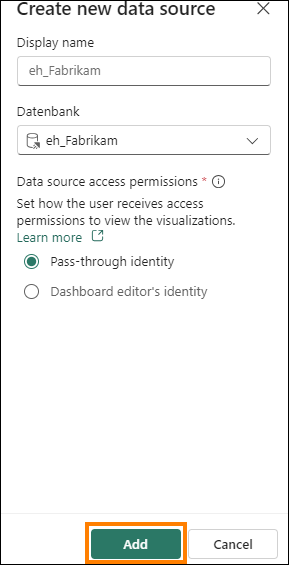 Create new data source
Display name
eh_Fabrikam
Datenbank
eh_Fabrikam
Data source access permissions *
Set how the user receives access
permissions to view the visualizations.
Learn more
Pass-through identity
Dashboard editor's identity
Add
Cancel